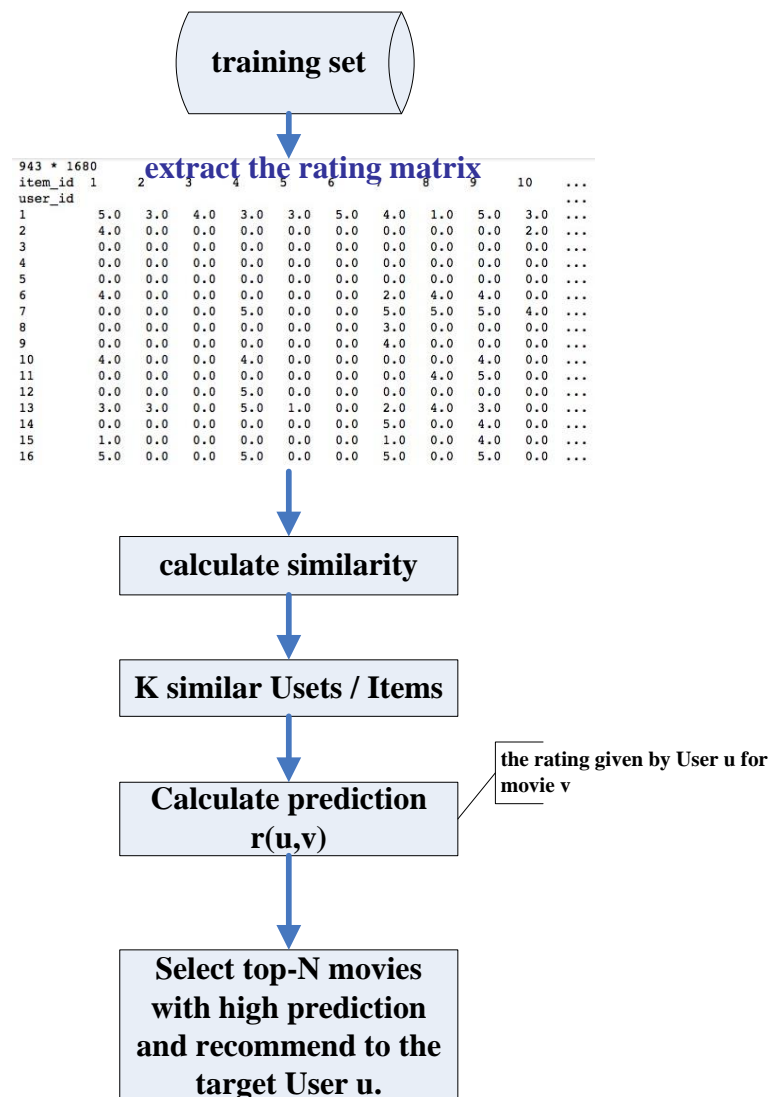 training set
extract the rating matrix
943 * 1680
item_id 1 2 3 4 5 6 7 8 9 10 ...
user_id ...
1 5.0 3.0 4.0 3.0 3.0 5.0 4.0 1.0 5.0 3.0 ...
2 4.0 0.0 0.0 0.0 0.0 0.0 0.0 0.0 0.0 2.0 ...
3 0.0 0.0 0.0 0.0 0.0 0.0 0.0 0.0 0.0 0.0 ...
4 0.0 0.0 0.0 0.0 0.0 0.0 0.0 0.0 0.0 0.0 ...
5 0.0 0.0 0.0 0.0 0.0 0.0 0.0 0.0 0.0 0.0 ...
6 4.0 0.0 0.0 0.0 0.0 0.0 2.0 4.0 4.0 0.0 ...
7 0.0 0.0 0.0 5.0 0.0 0.0 5.0 5.0 5.0 4.0 ...
8 0.0 0.0 0.0 0.0 0.0 0.0 3.0 0.0 0.0 0.0 ...
9 0.0 0.0 0.0 0.0 0.0 0.0 4.0 0.0 0.0 0.0 ...
10 4.0 0.0 0.0 4.0 0.0 0.0 0.0 0.0 4.0 0.0 ...
11 0.0 0.0 0.0 0.0 0.0 0.0 0.0 4.0 5.0 0.0 ...
12 0.0 0.0 0.0 5.0 0.0 0.0 0.0 0.0 0.0 0.0 ...
13 3.0 3.0 0.0 5.0 1.0 0.0 2.0 4.0 3.0 0.0 ...
14 0.0 0.0 0.0 0.0 0.0 0.0 5.0 0.0 4.0 0.0 ...
15 1.0 0.0 0.0 0.0 0.0 0.0 1.0 0.0 4.0 0.0 ...
16 5.0 0.0 0.0 5.0 0.0 0.0 5.0 0.0 5.0 0.0 ...
calculate similarity
K similar Usets / Items
Calculate prediction
r(u,v)
the rating given by User u for
movie v
Select top-N movies
with high prediction
and recommend to the
target User u.